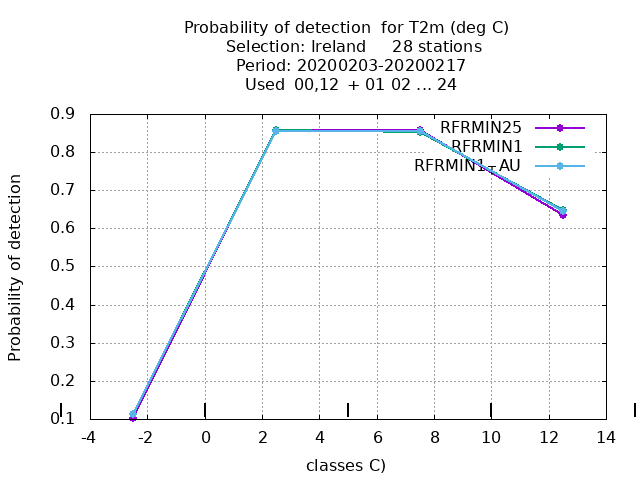 Probability of detection for T2m (deg C)
Selection: Ireland 28 stations
Period: 20200203-20200217
Used 00,12 + 01 02 ... 24
Probability of detection
0.9
0.8
0.7
0.6
0.5
0.4
0.3
0.2
0.1
RFRMIN25
RFRMIN1
RFRMIN1+AU
-4 -2 0 2 4 6 8 10 12 14
classes C)